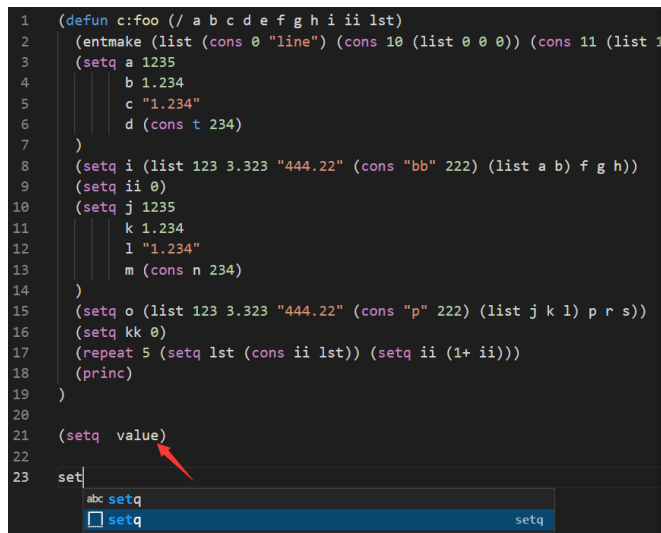 1 (defun c:foo (/ a b c d e f g h i ii lst)
2 (entmake (list (cons 0 "line") (cons 10 (list 0 0 0)) (cons 11 (list 1
3 (setq a 1235
4 b 1.234
5 c "1.234"
6 d (cons t 234)
7 )
8 (setq i (list 123 3.323 "444.22" (cons "bb" 222) (list a b) f g h))
9 (setq ii 0)
10 (setq j 1235
11 k 1.234
12 l "1.234"
13 m (cons n 234)
14 )
15 (setq o (list 123 3.323 "444.22" (cons "p" 222) (list j k l) p r s))
16 (setq kk 0)
17 (repeat 5 (setq lst (cons ii lst)) (setq ii (1+ ii)))
18 (princ)
19 )
20
21 (setq  value)
22
23 set
abc setq
setq setq